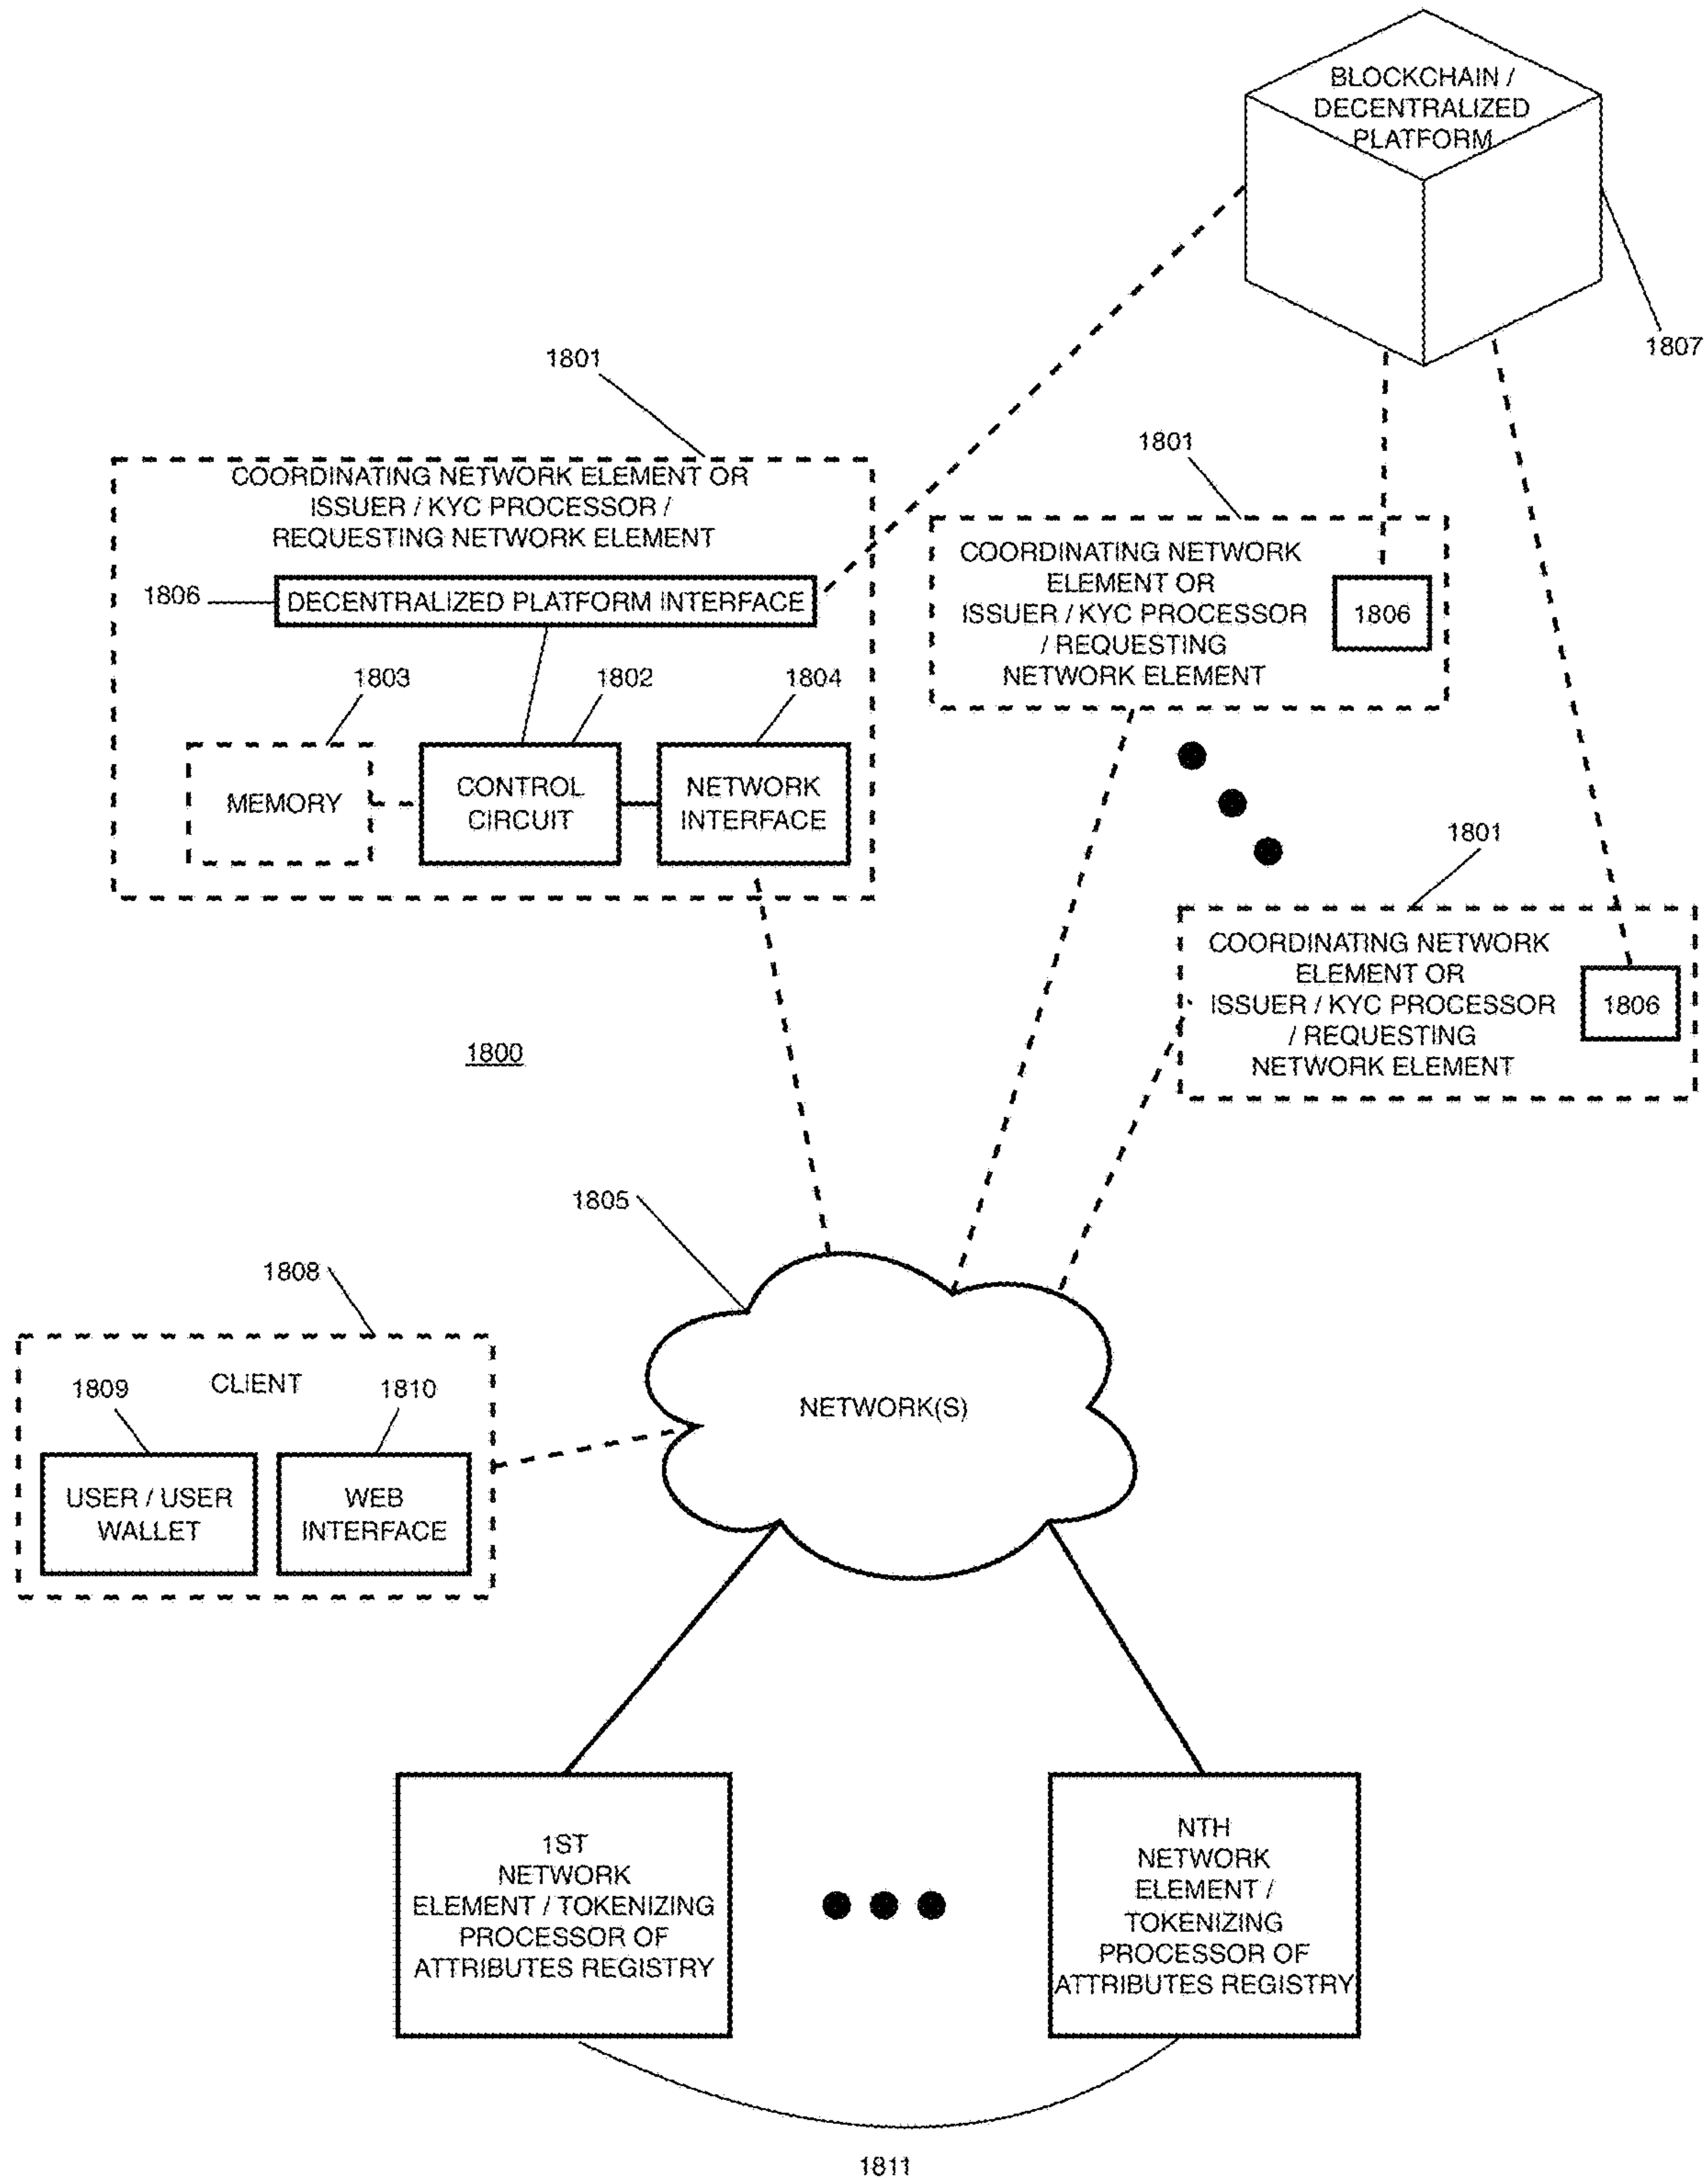 BLOCKCHAIN /
DECENTRALIZED
PLATFORM
1807
1801
COORDINATING NETWORK ELEMENT OR
ISSUER / KYC PROCESSOR /
REQUESTING NETWORK ELEMENT
1806
DECENTRALIZED PLATFORM INTERFACE
1803
1802
1804
MEMORY
CONTROL
CIRCUIT
NETWORK
INTERFACE
1801
COORDINATING NETWORK
ELEMENT OR
ISSUER / KYC PROCESSOR
/ REQUESTING
NETWORK ELEMENT
1806
1801
COORDINATING NETWORK
ELEMENT OR
ISSUER / KYC PROCESSOR
/ REQUESTING
NETWORK ELEMENT
1806
1800
1805
NETWORK(S)
1808
CLIENT
1809
1810
USER / USER
WALLET
WEB
INTERFACE
1ST
NETWORK
ELEMENT / TOKENIZING
PROCESSOR OF
ATTRIBUTES REGISTRY
NTH
NETWORK
ELEMENT /
TOKENIZING
PROCESSOR OF
ATTRIBUTES REGISTRY
1811